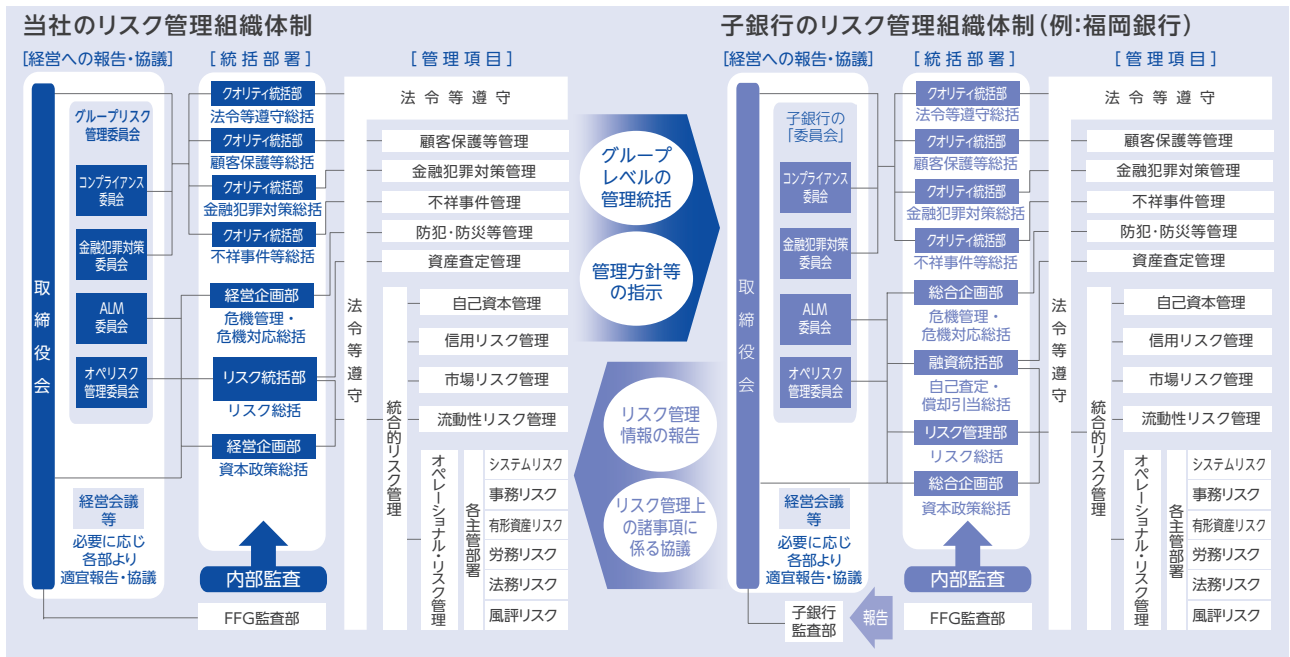 当社のリスク管理組織体制
[経営への報告・協議]
[統括部署]
[管理項目]
取締役会
グループリスク
管理委員会
コンプライアンス
委員会
金融犯罪対策
委員会
ALM
委員会
オペリスク
管理委員会
経営会議
等
必要に応じ
各部より
適宜報告・協議
クオリティ統括部
法令等遵守総括
クオリティ統括部
顧客保護等総括
クオリティ統括部
金融犯罪対策総括
クオリティ統括部
不祥事件等総括
経営企画部
危機管理・
危機対応総括
リスク統括部
リスク総括
経営企画部
資本政策総括
内部監査
FFG監査部
法令等遵守
法令等遵守
顧客保護等管理
金融犯罪対策管理
不祥事件管理
防犯・防災等管理
資産査定管理
統合的リスク管理
自己資本管理
信用リスク管理
市場リスク管理
流動性リスク管理
オペレーショナル・リスク管理
各主管部署
システムリスク
事務リスク
有形資産リスク
労務リスク
法務リスク
風評リスク
グループ
レベルの
管理統括
管理方針等
の指示
リスク管理
情報の報告
リスク管理上
の諸事項に
係る協議
子銀行のリスク管理組織体制(例:福岡銀行)
[経営への報告・協議]
[統括部署]
[管理項目]
取締役会
子銀行の
「委員会」
コンプライアンス
委員会
金融犯罪対策
委員会
ALM
委員会
オペリスク
管理委員会
経営会議
等
必要に応じ
各部より
適宜報告・協議
子銀行
監査部
報告
クオリティ統括部
法令等遵守総括
クオリティ統括部
顧客保護等総括
クオリティ統括部
金融犯罪対策総括
クオリティ統括部
不祥事件等総括
総合企画部
危機管理・
危機対応総括
融資統括部
自己査定・
償却引当総括
リスク管理部
リスク総括
総合企画部
資本政策総括
内部監査
FFG監査部
法令等遵守
法令等遵守
顧客保護等管理
金融犯罪対策管理
不祥事件管理
防犯・防災等管理
資産査定管理
統合的リスク管理
自己資本管理
信用リスク管理
市場リスク管理
流動性リスク管理
オペレーショナル・リスク管理
各主管部署
システムリスク
事務リスク
有形資産リスク
労務リスク
法務リスク
風評リスク